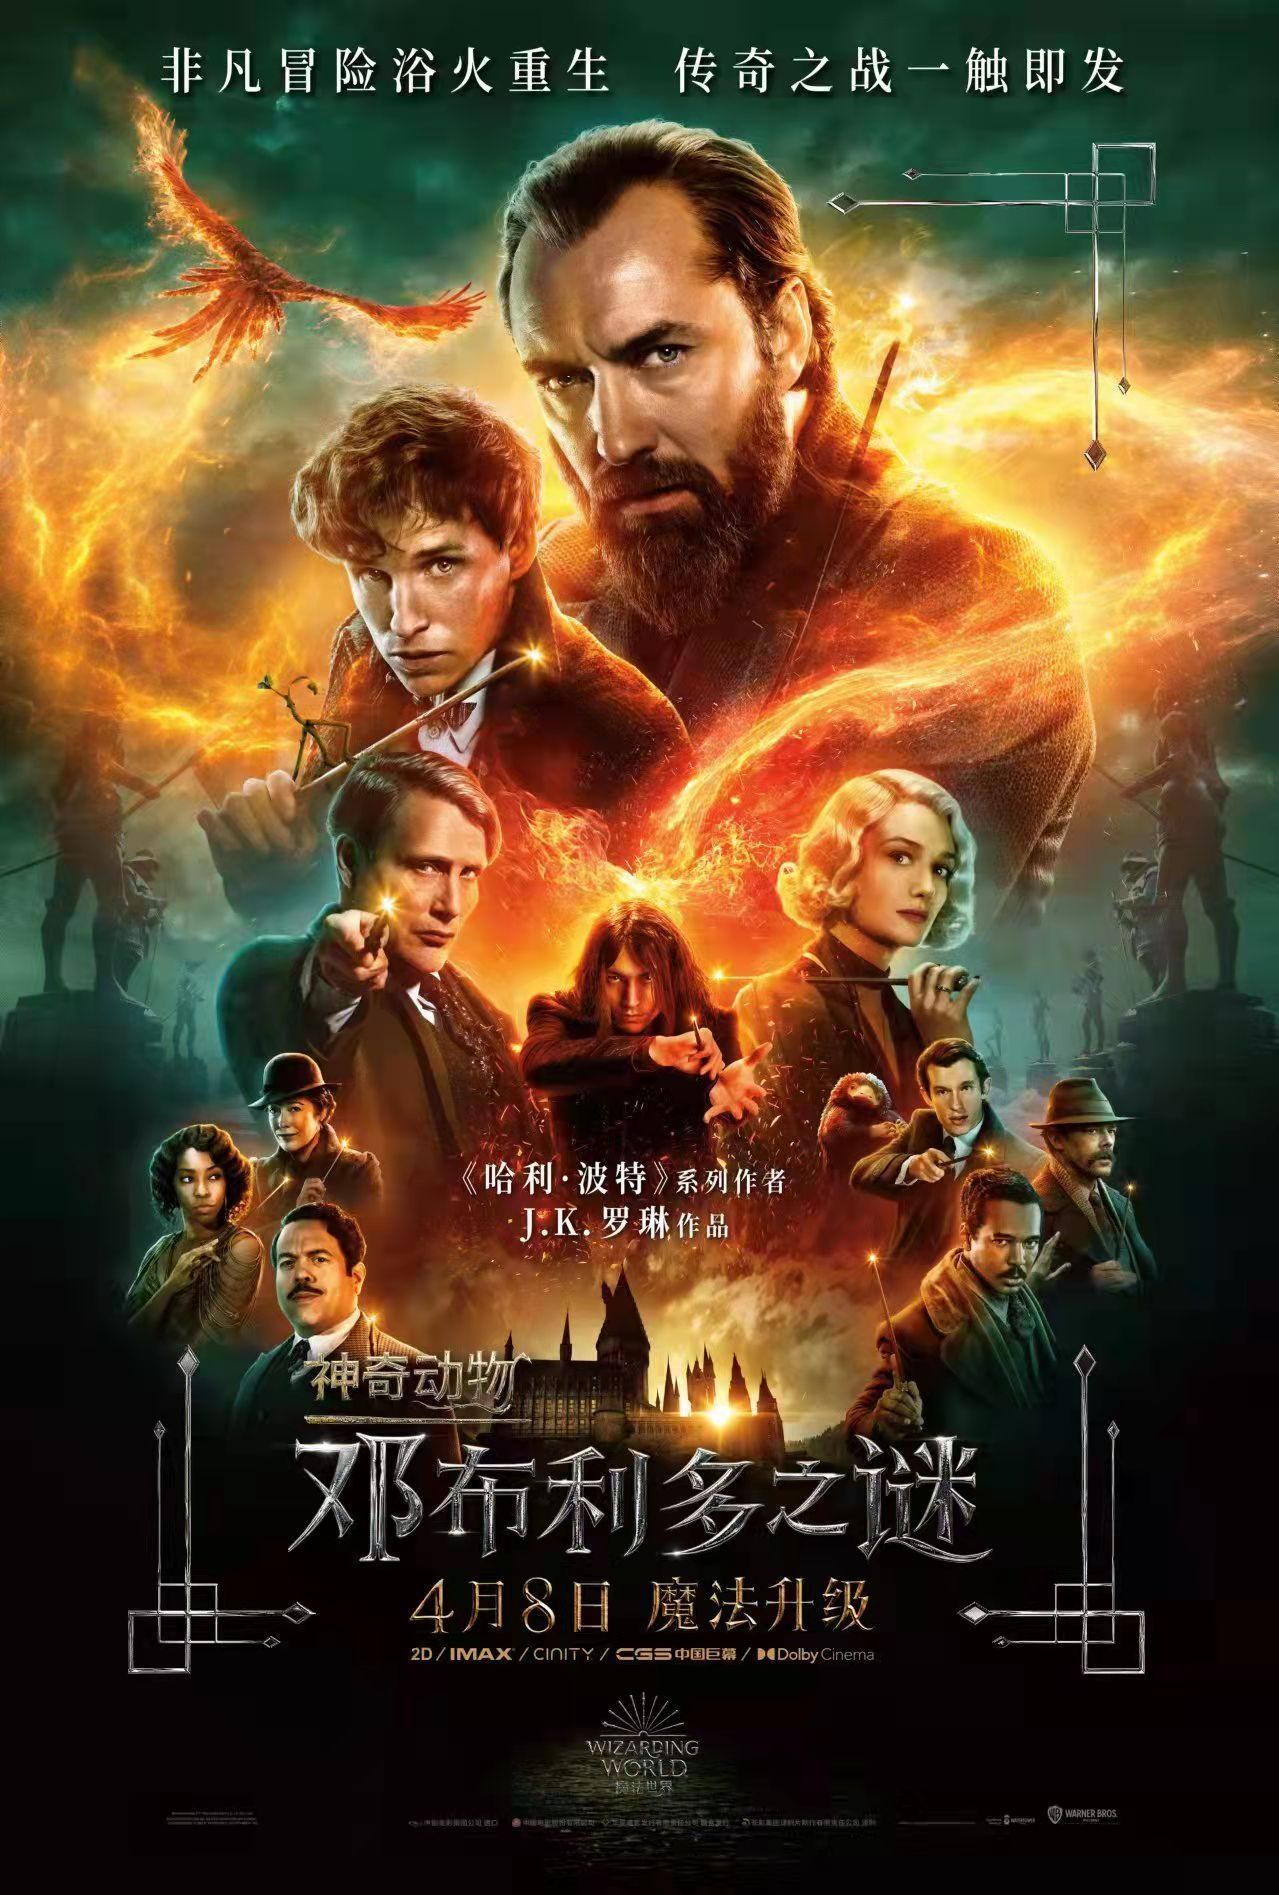 非凡冒险浴火重生 传奇之战一触即发
《哈利·波特》系列作者
J.K.罗琳作品
神奇动物
邓布利多之谜
4月8日 魔法升级
2D / IMAX / CINITY / CGS中国巨幕 / Dolby Cinema
WIZARDING
WORLD
魔法世界
WARNER BROS.